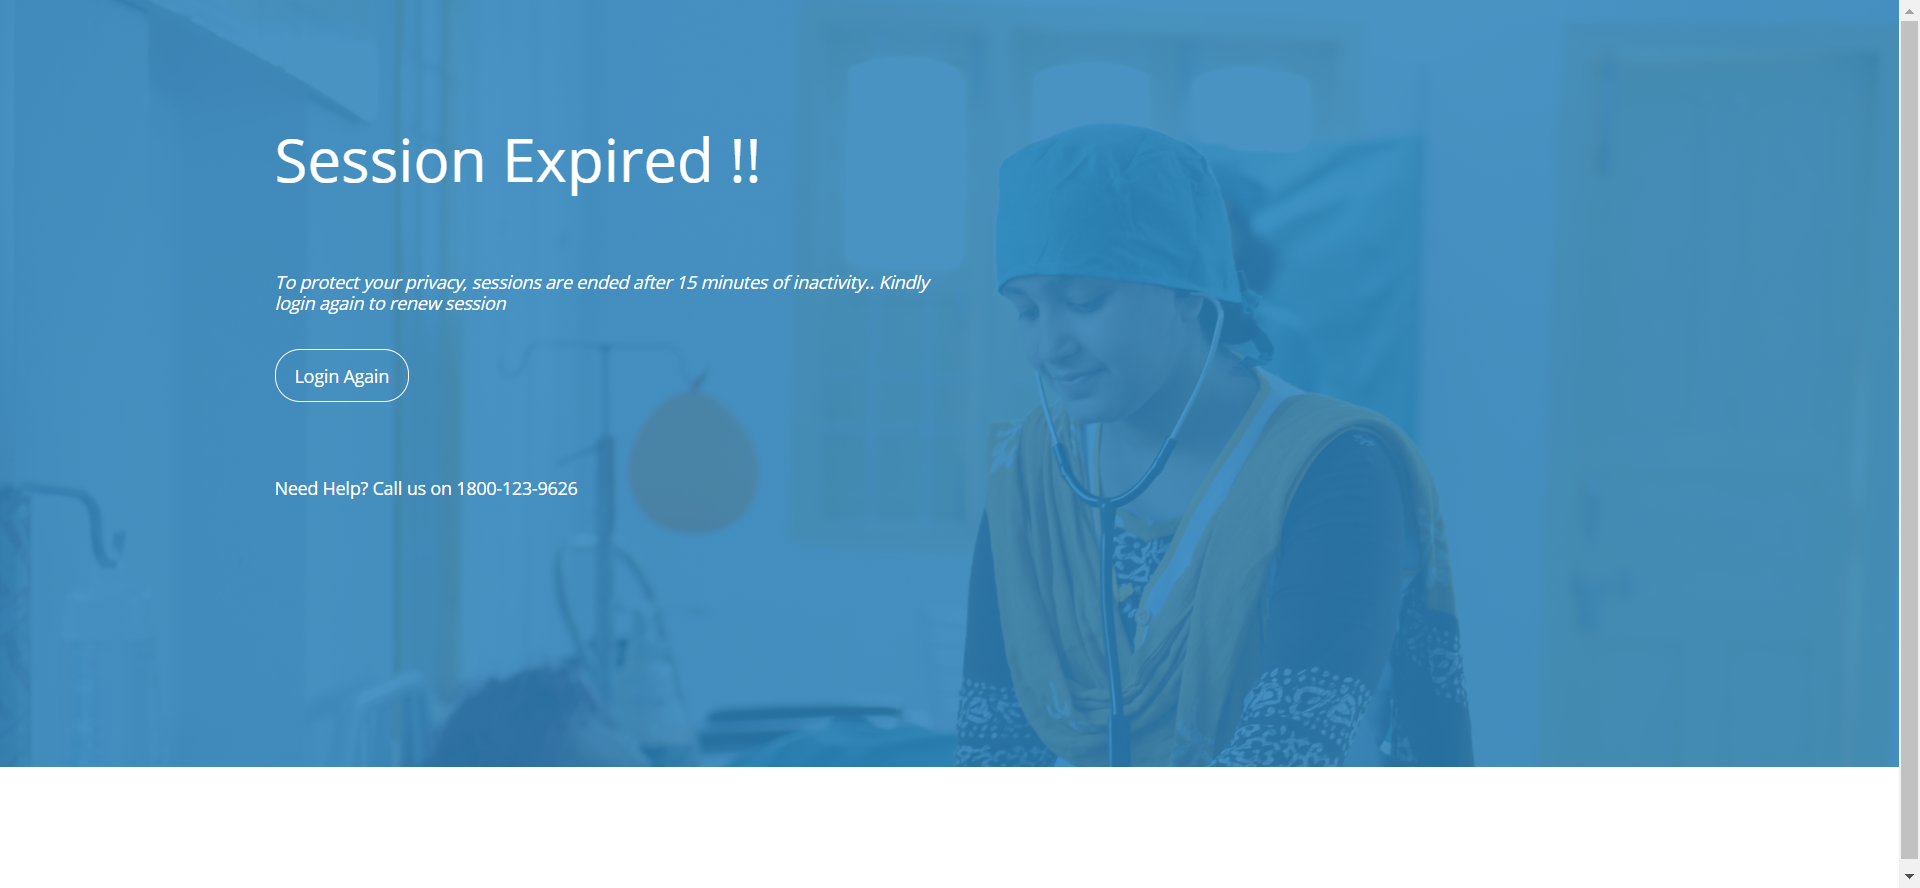 Session Expired !!
To protect your privacy, sessions are ended after 15 minutes of inactivity.. Kindly
login again to renew session
Login Again
Need Help? Call us on 1800-123-9626